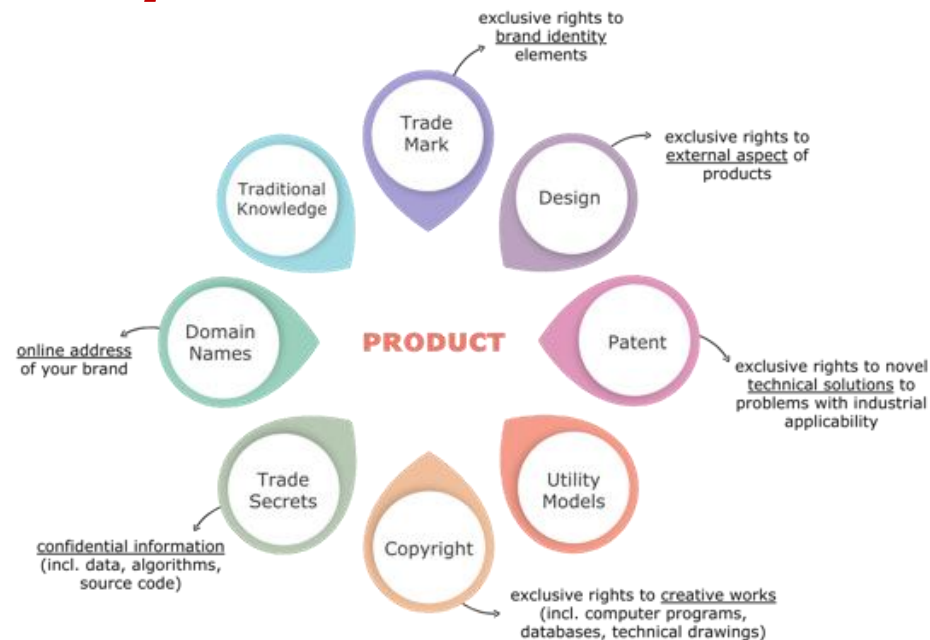 exclusive rights to
brand identity
elements
Trade
Mark
exclusive rights to
external aspect of
products
Design
Traditional
Knowledge
Domain
Names
online address
of your brand
PRODUCT
Patent
exclusive rights to novel
technical solutions to
problems with industrial
applicability
Trade
Secrets
confidential information
(incl. data, algorithms,
source code)
Utility
Models
Copyright
exclusive rights to creative works
(incl. computer programs,
databases, technical drawings)